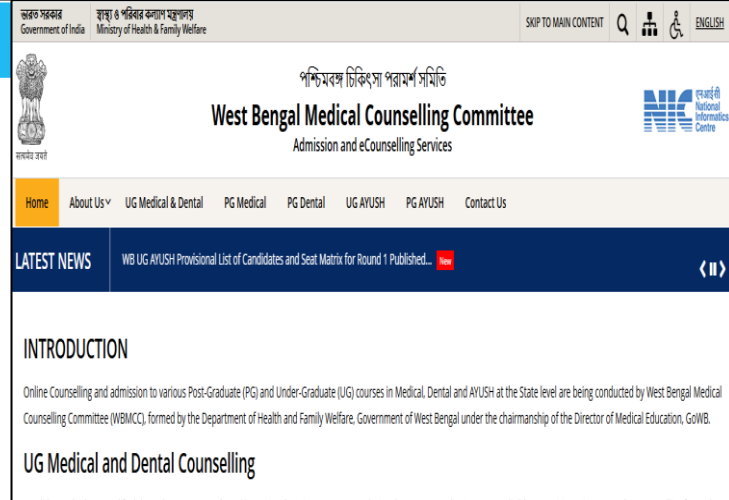 ভারত সরকার
Government of India
স্বাস্থ্য ও পরিবার কল্যাণ মন্ত্রণালয়
Ministry of Health & Family Welfare
SKIP TO MAIN CONTENT
ENGLISH
सत्यमेव जयते
পশ্চিমবঙ্গ চিকিৎসা পরামর্শ সমিতি
West Bengal Medical Counselling Committee
Admission and eCounselling Services
NIC
एनआईसी
National
Informatics
Centre
Home About Us UG Medical & Dental PG Medical PG Dental UG AYUSH PG AYUSH Contact Us
LATEST NEWS
WB UG AYUSH Provisional List of Candidates and Seat Matrix for Round 1 Published... New
INTRODUCTION
Online Counselling and admission to various Post-Graduate (PG) and Under-Graduate (UG) courses in Medical, Dental and AYUSH at the State level are being conducted by West Bengal Medical
Counselling Committee (WBMCC), formed by the Department of Health and Family Welfare, Government of West Bengal under the chairmanship of the Director of Medical Education, GoWB.
UG Medical and Dental Counselling